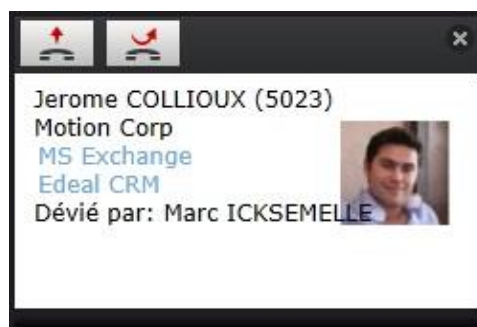 Jerome COLLIOUX (5023)
Motion Corp
MS Exchange
Edeal CRM
Dévié par: Marc ICKSEMELLE